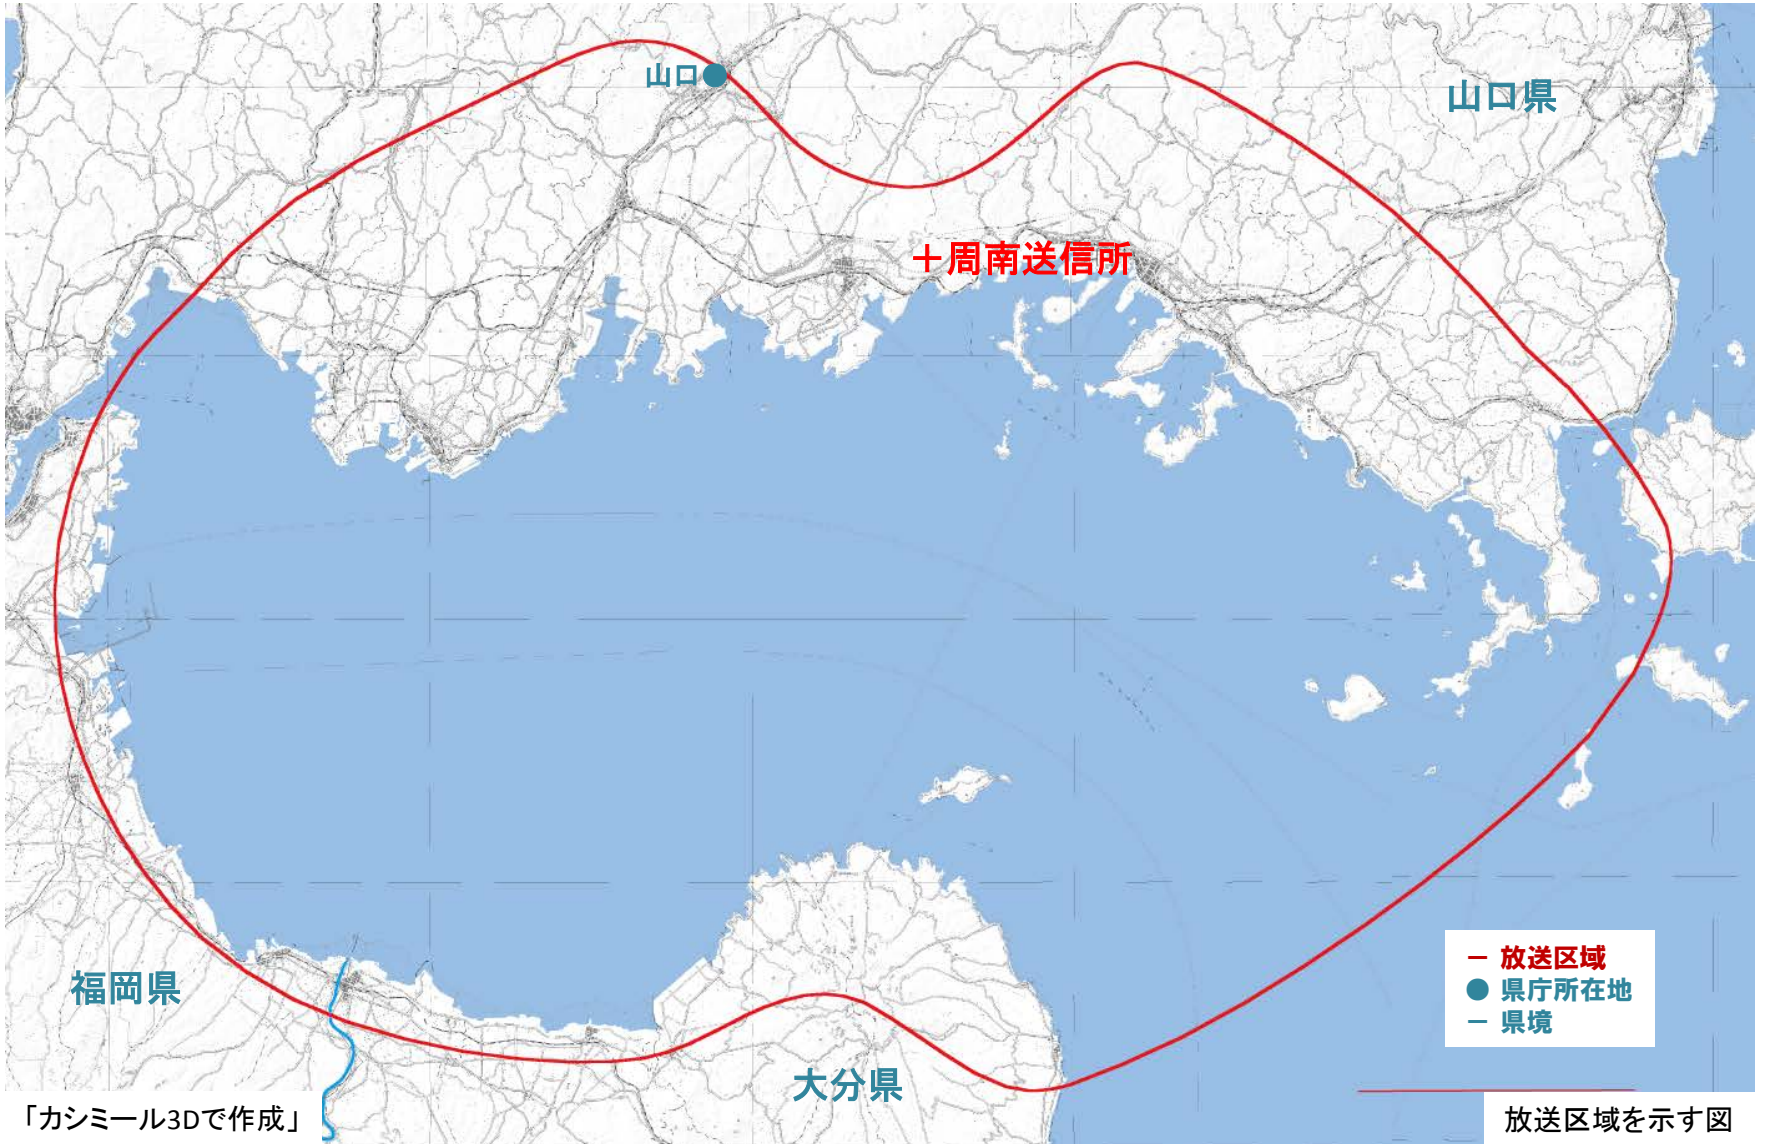 山口
山口県
＋周南送信所
福岡県
大分県
－ 放送区域
● 県庁所在地
－ 県境
「カシミール3Dで作成」
放送区域を示す図